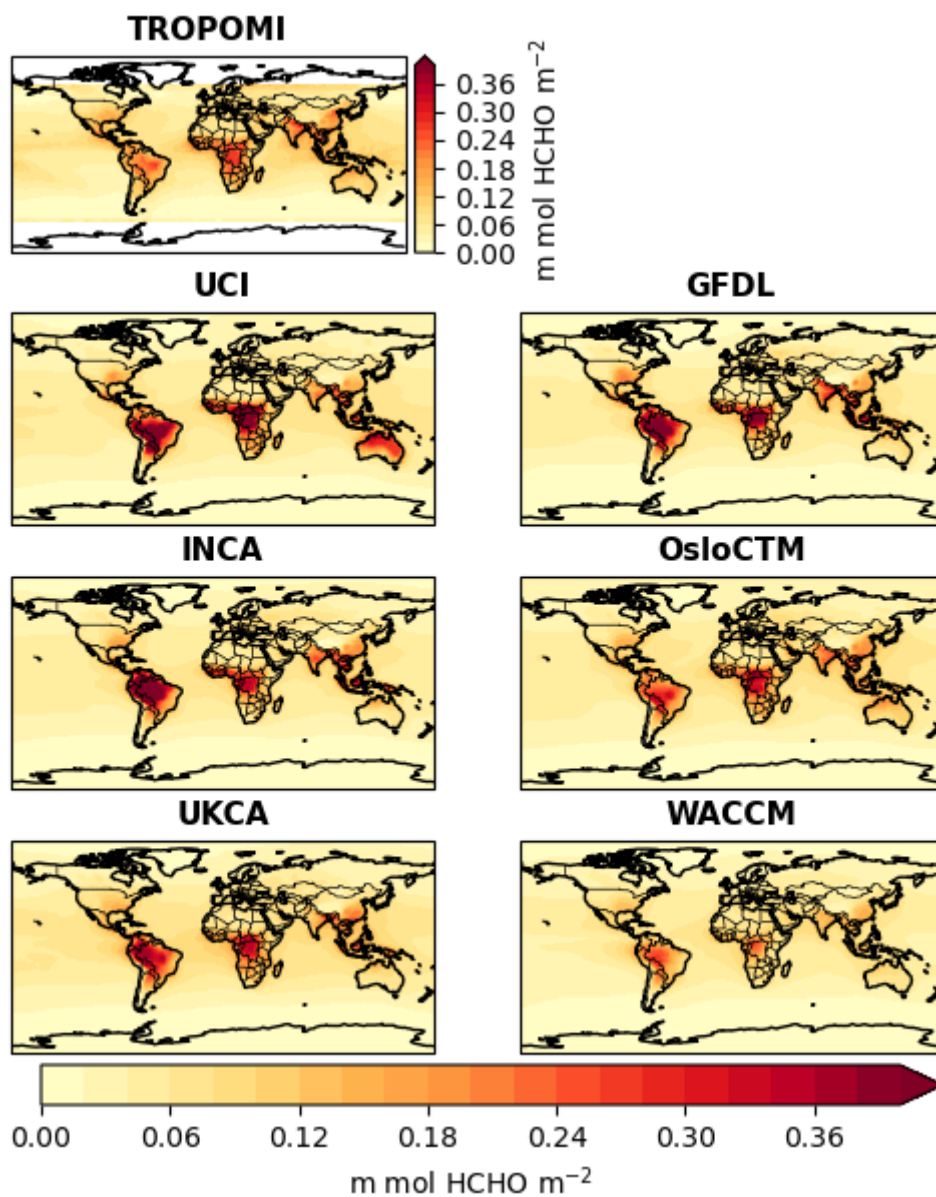 TROPOMI
0.36
0.30
0.24
0.18
0.12
0.06
0.00
m mol HCHO m⁻²
UCI
GFDL
INCA
OsloCTM
UKCA
WACCM
0.00 0.06 0.12 0.18 0.24 0.30 0.36
m mol HCHO m⁻²